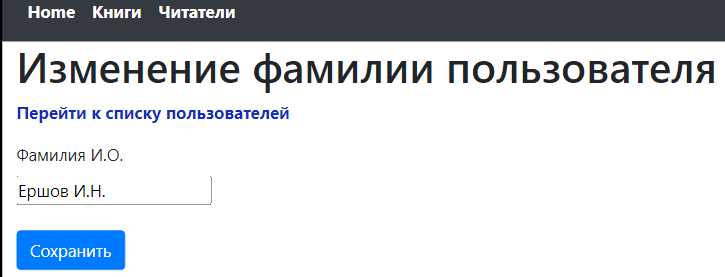 Home Книги Читатели
Изменение фамилии пользователя
Перейти к списку пользователей
Фамилия И.О.
Ершов И.Н.
Сохранить